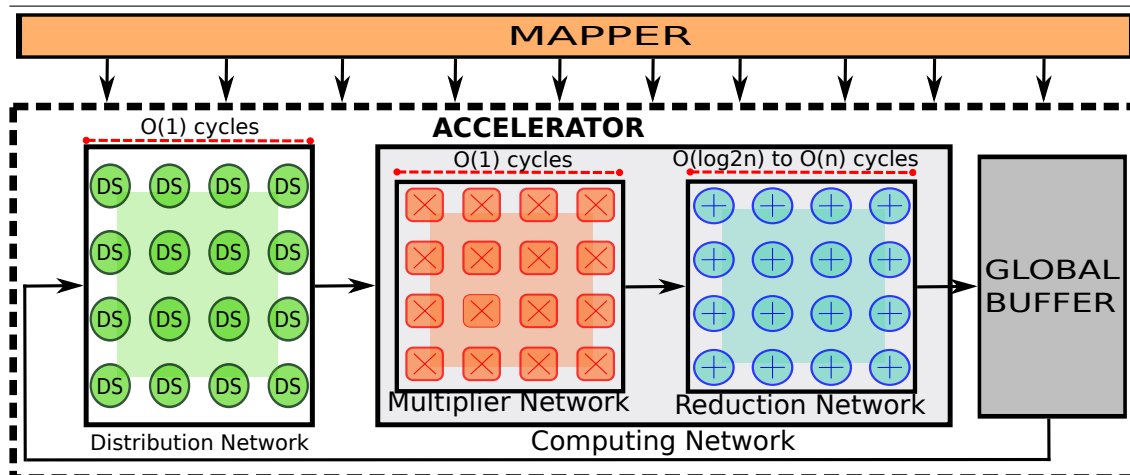 MAPPER
ACCELERATOR
O(1) cycles
O(1) cycles
O(log2n) to O(n) cycles
DS DS DS DS
DS DS DS DS
DS DS DS DS
DS DS DS DS
GLOBAL
BUFFER
Multiplier Network
Reduction Network
Distribution Network
Computing Network